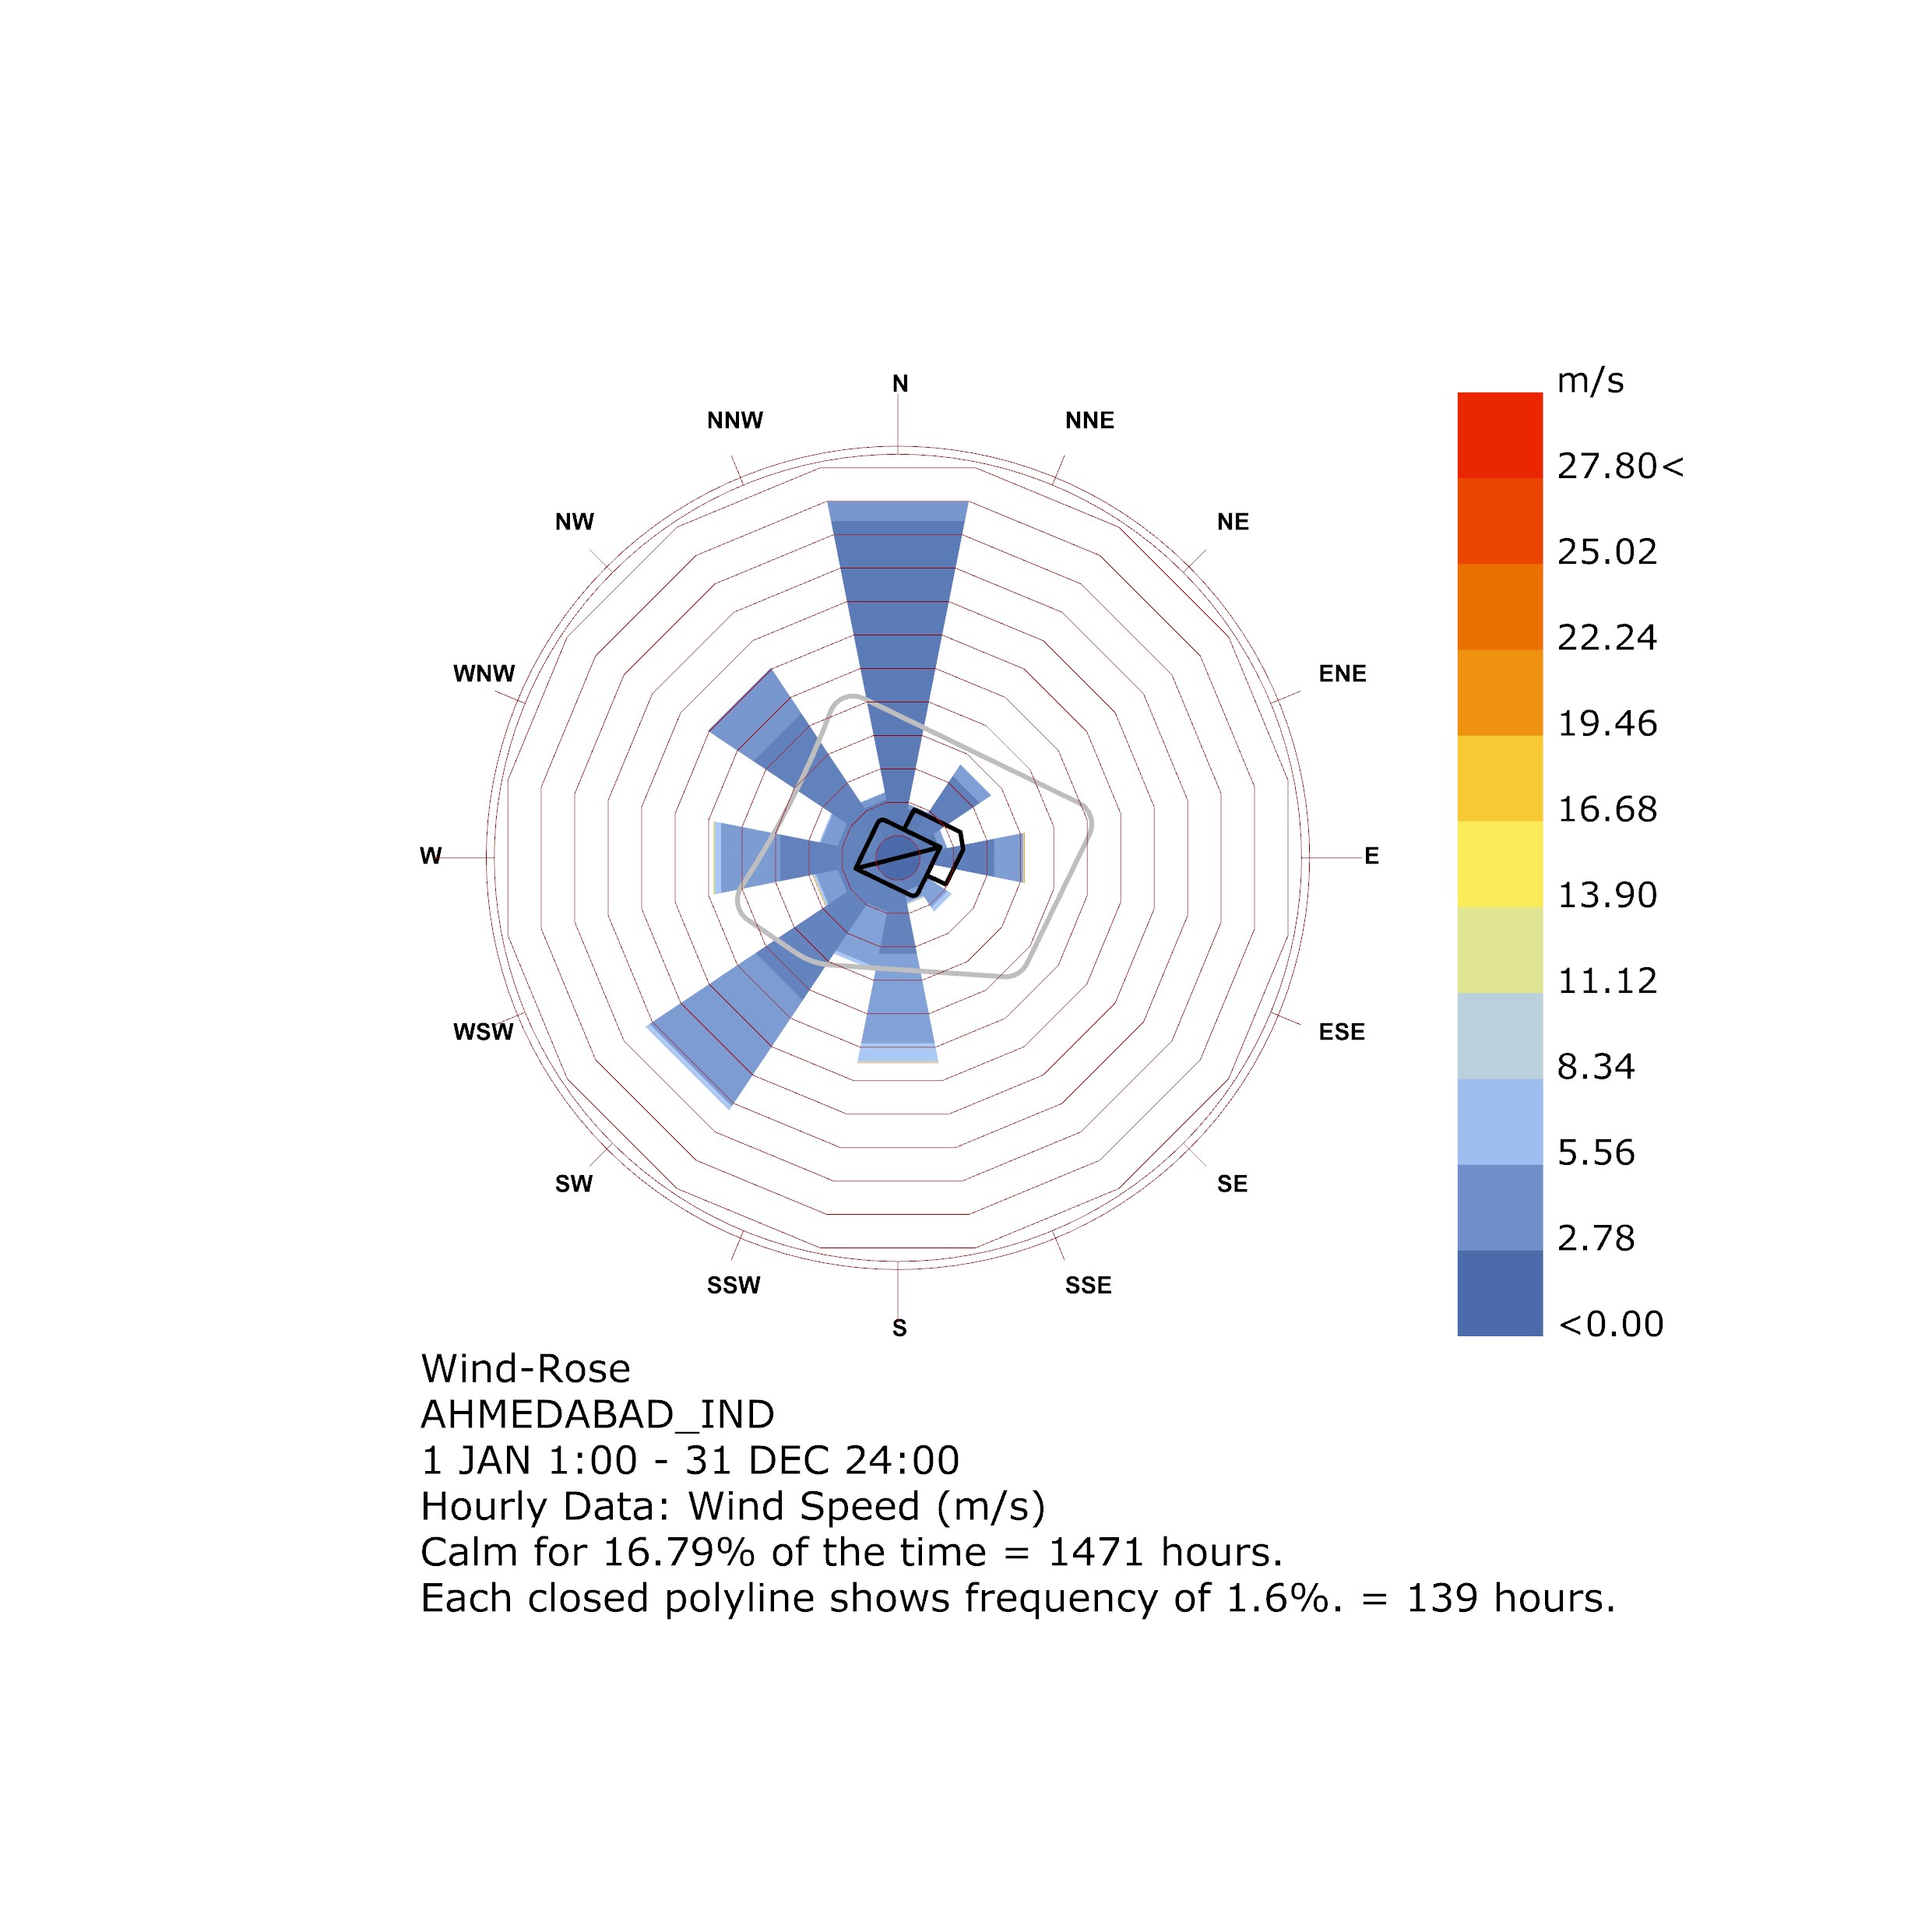 m/s
N
NNW
NNE
27.80<
NW
NE
25.02
22.24
WNW
ENE
19.46
16.68
W
E
13.90
11.12
WSW
ESE
8.34
5.56
SW
SE
2.78
SSW
SSE
S
<0.00
Wind-Rose
AHMEDABAD_IND
1 JAN 1:00 - 31 DEC 24:00
Hourly Data: Wind Speed (m/s)
Calm for 16.79% of the time = 1471 hours.
Each closed polyline shows frequency of 1.6%. = 139 hours.